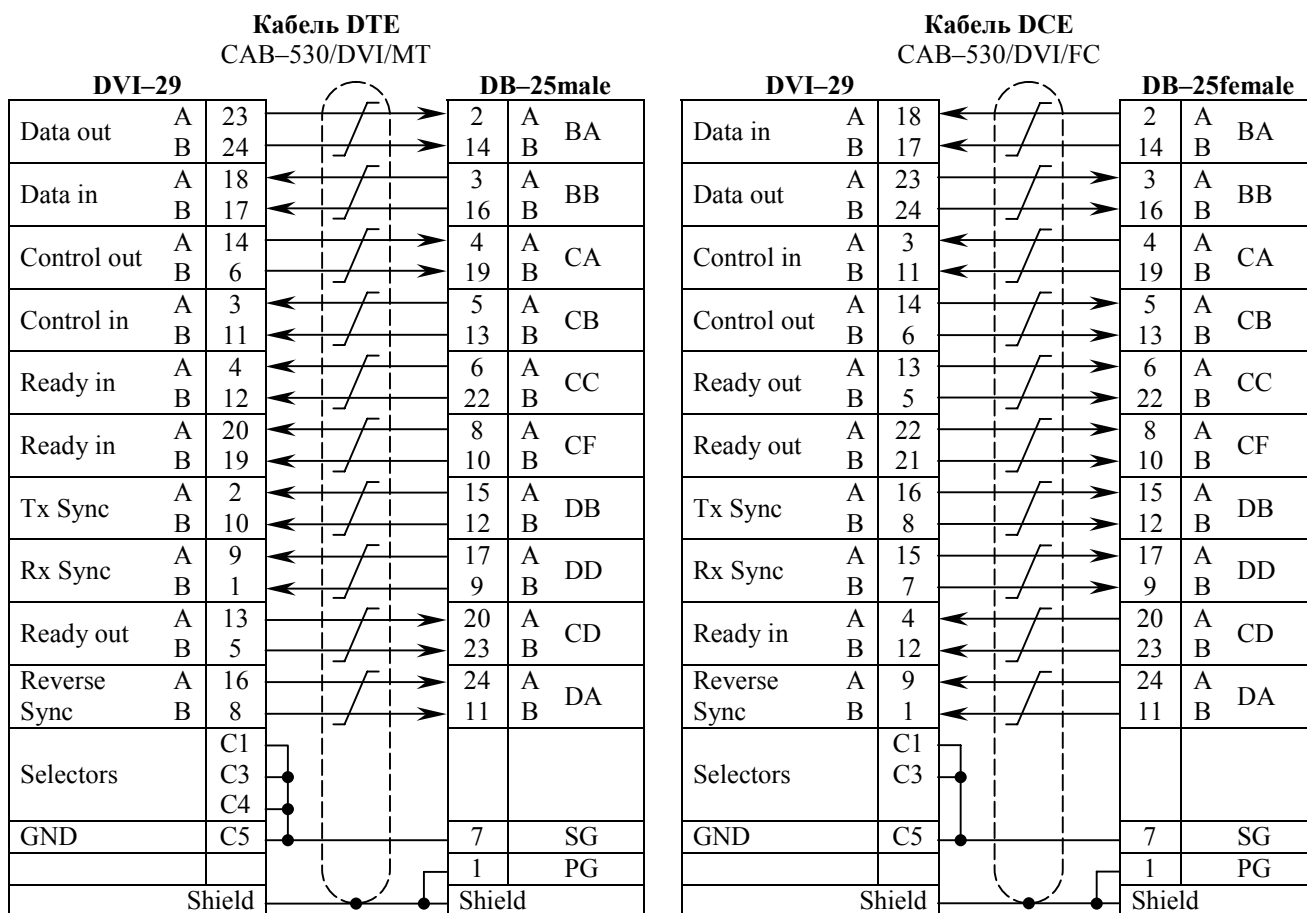 Кабель DTE
CAB–530/DVI/MT
DVI–29 DB–25male
Data out A 23 2 A BA
B 24 14 B
Data in A 18 3 A BB
B 17 16 B
Control out A 14 4 A CA
B 6 19 B
Control in A 3 5 A CB
B 11 13 B
Ready in A 4 6 A CC
B 12 22 B
Ready in A 20 8 A CF
B 19 10 B
Tx Sync A 2 15 A DB
B 10 12 B
Rx Sync A 9 17 A DD
B 1 9 B
Ready out A 13 20 A CD
B 5 23 B
Reverse A 16 24 A DA
Sync B 8 11 B
C1
Selectors C3
C4
GND C5 7 SG
1 PG
Shield Shield
Кабель DCE
CAB–530/DVI/FC
DVI–29 DB–25female
Data in A 18 2 A BA
B 17 14 B
Data out A 23 3 A BB
B 24 16 B
Control in A 3 4 A CA
B 11 19 B
Control out A 14 5 A CB
B 6 13 B
Ready out A 13 6 A CC
B 5 22 B
Ready out A 22 8 A CF
B 21 10 B
Tx Sync A 16 15 A DB
B 8 12 B
Rx Sync A 15 17 A DD
B 7 9 B
Ready in A 4 20 A CD
B 12 23 B
Reverse A 9 24 A DA
Sync B 1 11 B
C1
Selectors C3
GND C5 7 SG
1 PG
Shield Shield